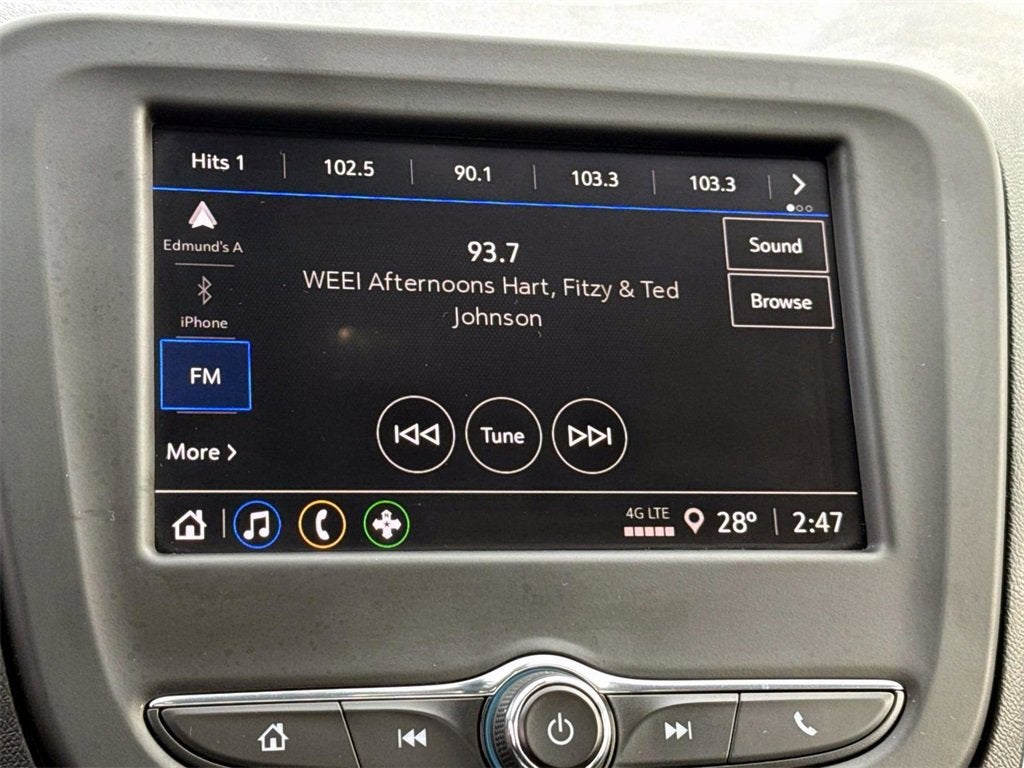 Hits 1
102.5
90.1
103.3
103.3
Edmund's A
93.7
Sound
WEEI Afternoons Hart, Fitzy & Ted
Johnson
Browse
iPhone
FM
Tune
More
4G LTE
28° 2:47